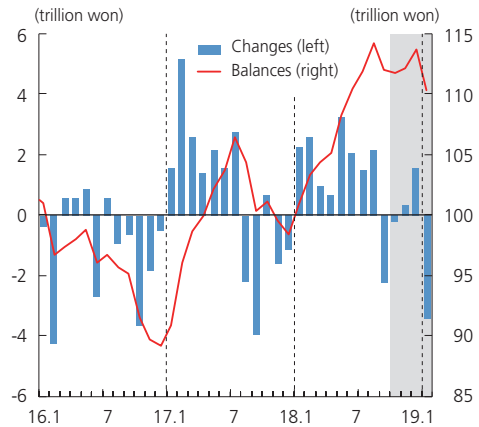 (trillion won) (trillion won)
6 115
Changes (left)
Balances (right)
4 110
2 105
0 100
-2 95
-4 90
-6 85
16.1 7 17.1 7 18.1 7 19.1